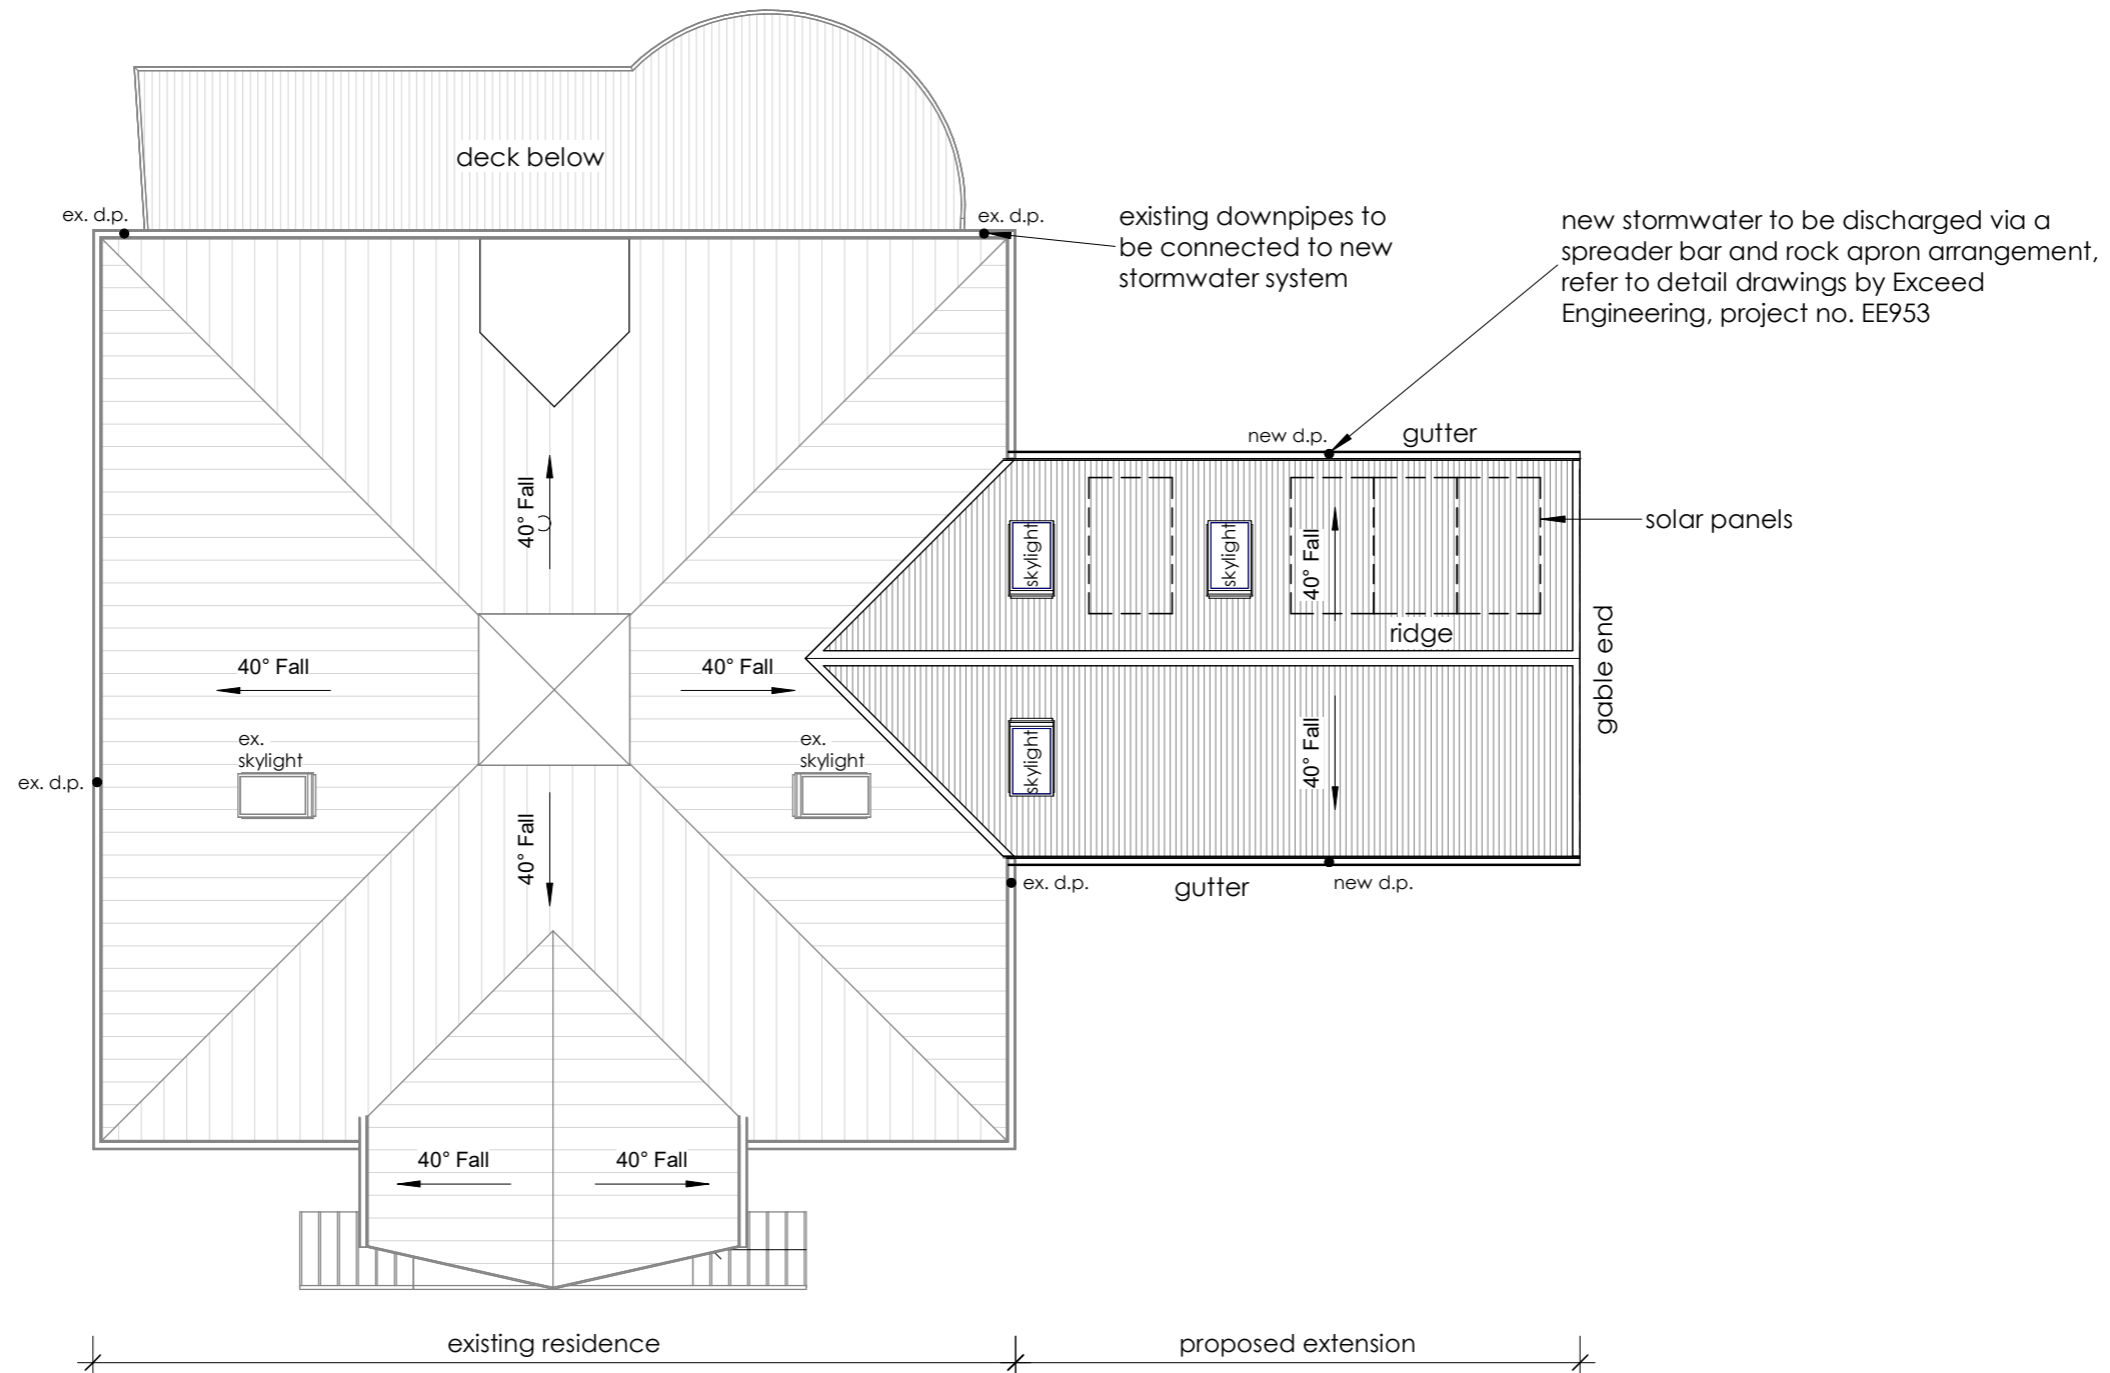 deck below
ex. d.p.
ex. d.p.
existing downpipes to
be connected to new
stormwater system
new stormwater to be discharged via a
spreader bar and rock apron arrangement,
refer to detail drawings by Exceed
Engineering, project no. EE953
new d.p.
gutter
40° Fall
skylight
skylight
40° Fall
solar panels
ridge
gable end
40° Fall
40° Fall
ex.
skylight
ex.
skylight
skylight
40° Fall
ex. d.p.
40° Fall
ex. d.p.
gutter
new d.p.
40° Fall
40° Fall
existing residence
proposed extension